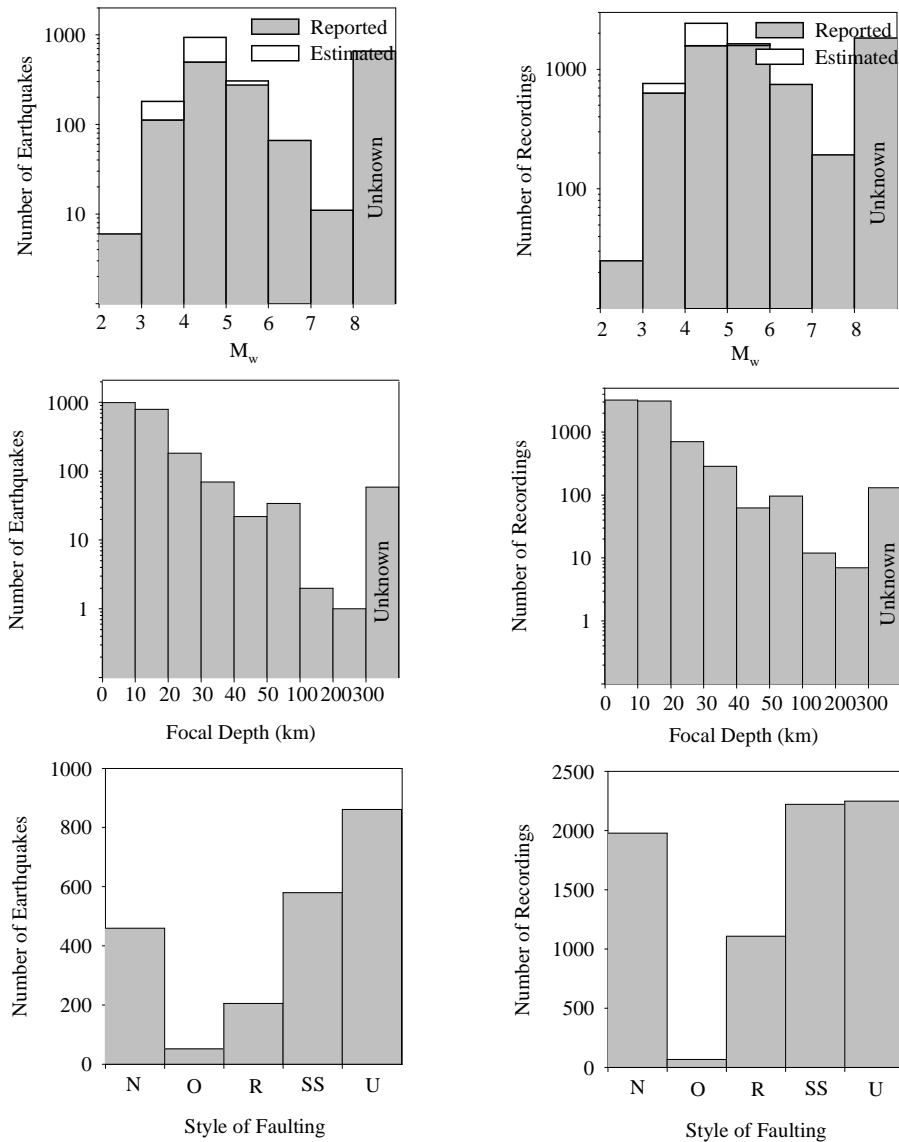 Number of Earthquakes
1000
100
10
Reported
Estimated
Unknown
2 3 4 5 6 7 8
Mw
Number of Recordings
1000
100
Reported
Estimated
Unknown
2 3 4 5 6 7 8
Mw
Number of Earthquakes
1000
100
10
1
Unknown
0 10 20 30 40 50 100 200 300
Focal Depth (km)
Number of Recordings
1000
100
10
1
Unknown
0 10 20 30 40 50 100 200 300
Focal Depth (km)
Number of Earthquakes
1000
800
600
400
200
0
N O R SS U
Style of Faulting
Number of Recordings
2500
2000
1500
1000
500
0
N O R SS U
Style of Faulting